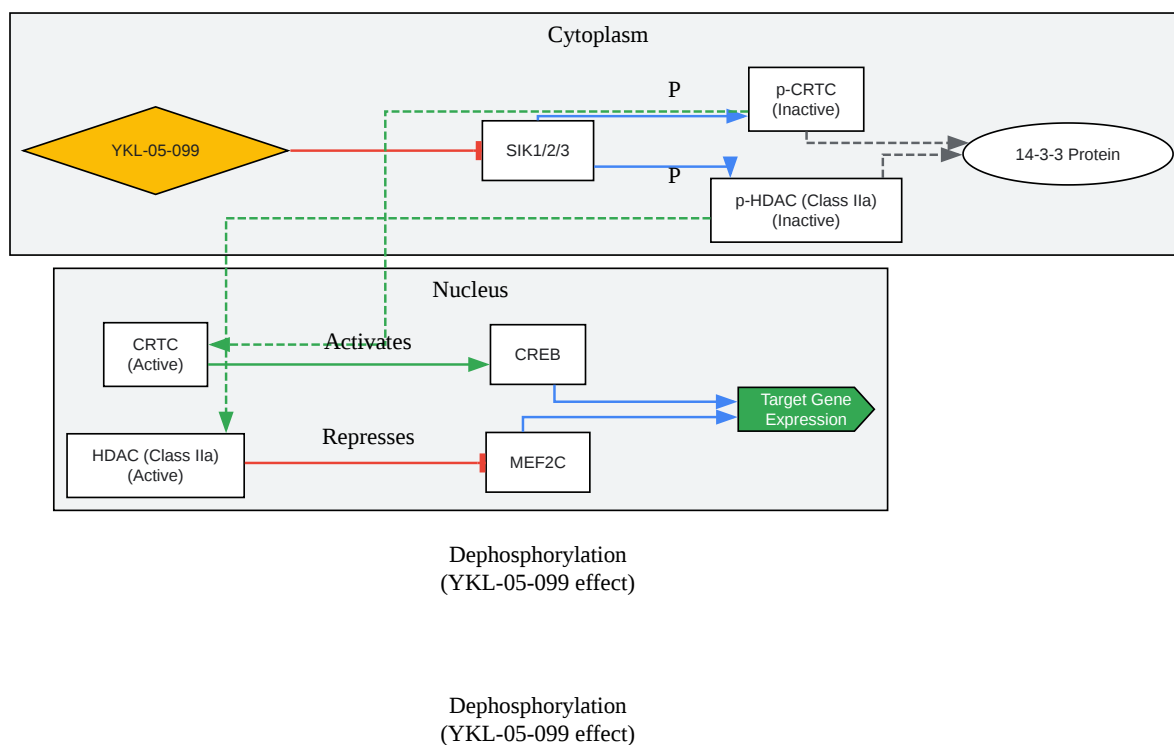 Cytoplasm
P
p-CRTC
(Inactive)
YKL-05-099
SIK1/2/3
14-3-3 Protein
P
p-HDAC (Class IIa)
(Inactive)
Nucleus
CRTC
(Active)
Activates
CREB
Target Gene
Expression
HDAC (Class IIa)
(Active)
Represses
MEF2C
Dephosphorylation
(YKL-05-099 effect)
Dephosphorylation
(YKL-05-099 effect)